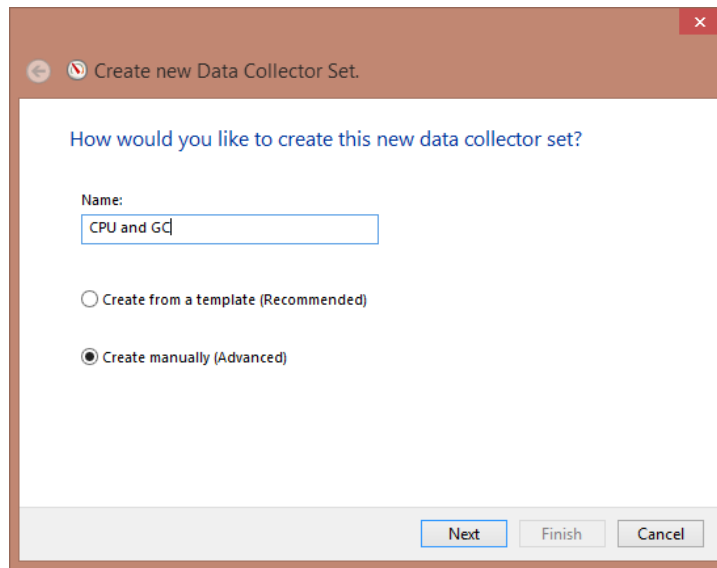 Create new Data Collector Set.
How would you like to create this new data collector set?
Name:
CPU and GC
Create from a template (Recommended)
Create manually (Advanced)
Next
Finish
Cancel